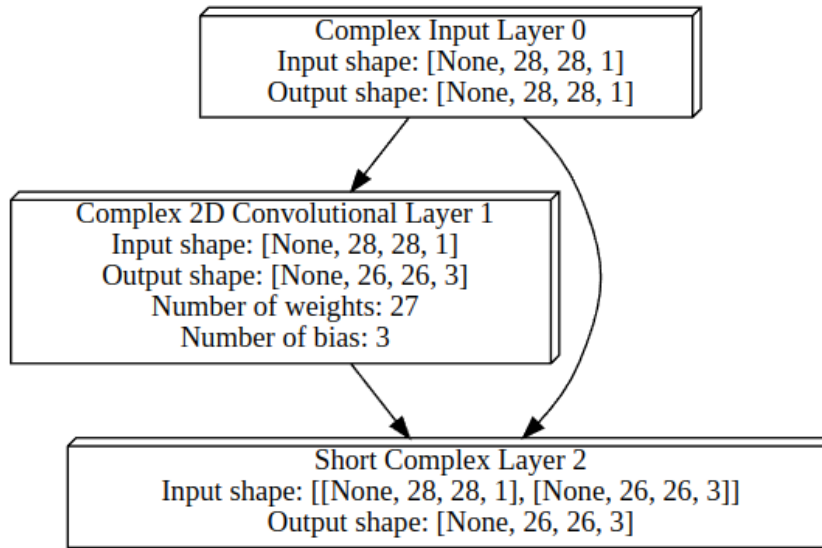 Complex Input Layer 0
Input shape: [None, 28, 28, 1]
Output shape: [None, 28, 28, 1]
Complex 2D Convolutional Layer 1
Input shape: [None, 28, 28, 1]
Output shape: [None, 26, 26, 3]
Number of weights: 27
Number of bias: 3
Short Complex Layer 2
Input shape: [[None, 28, 28, 1], [None, 26, 26, 3]]
Output shape: [None, 26, 26, 3]